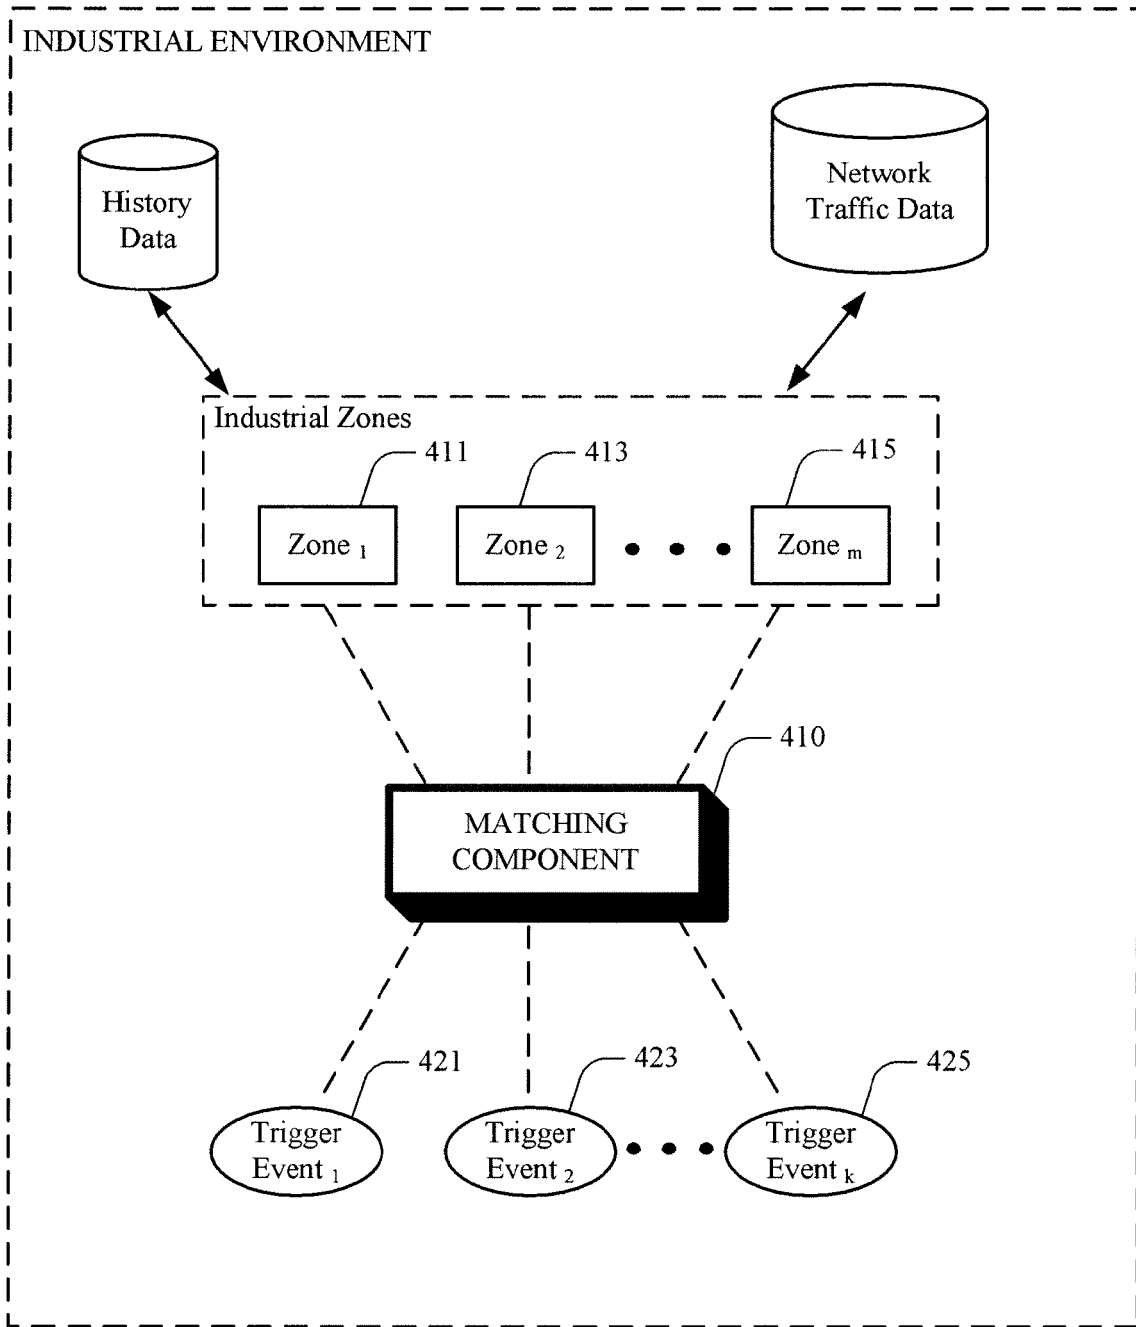 INDUSTRIAL ENVIRONMENT
History
Data
Network
Traffic Data
Industrial Zones
411
413
415
Zone 1
Zone 2
Zone m
410
MATCHING
COMPONENT
421
423
425
Trigger
Event 1
Trigger
Event 2
Trigger
Event k